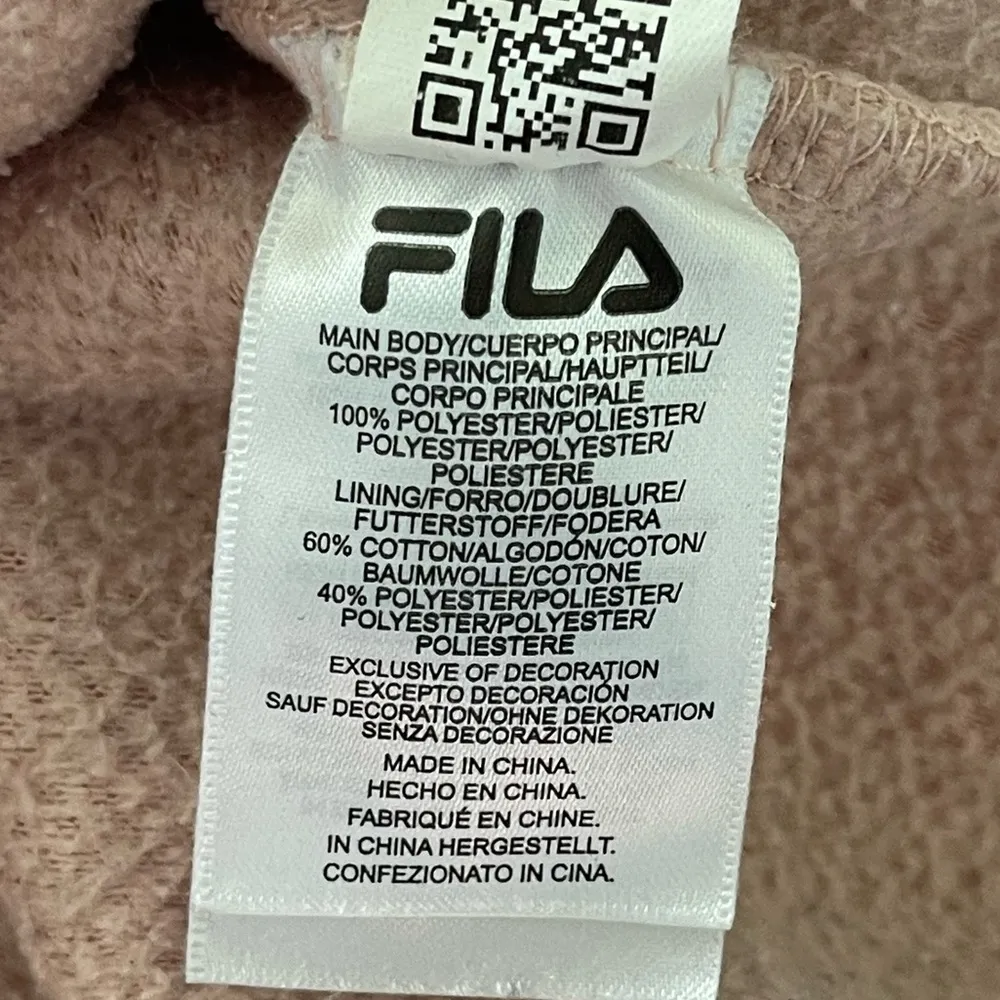 FILA
MAIN BODY/CUERPO PRINCIPAL/
CORPS PRINCIPAL/HAUPTTEIL/
CORPO PRINCIPALE
100% POLYESTER/POLIESTER/
POLYESTER/POLYESTER/
POLIESTERE
LINING/FORRO/DOUBLURE/
FUTTERSTOFF/FODERA
60% COTTON/ALGODÓN/COTON/
BAUMWOLLE/COTONE
40% POLYESTER/POLIESTER/
POLYESTER/POLYESTER/
POLIESTERE
EXCLUSIVE OF DECORATION
EXCEPTO DECORACIÓN
SAUF DECORATION/OHNE DEKORATION
SENZA DECORAZIONE
MADE IN CHINA.
HECHO EN CHINA.
FABRIQUÉ EN CHINE.
IN CHINA HERGESTELLT.
CONFEZIONATO IN CINA.